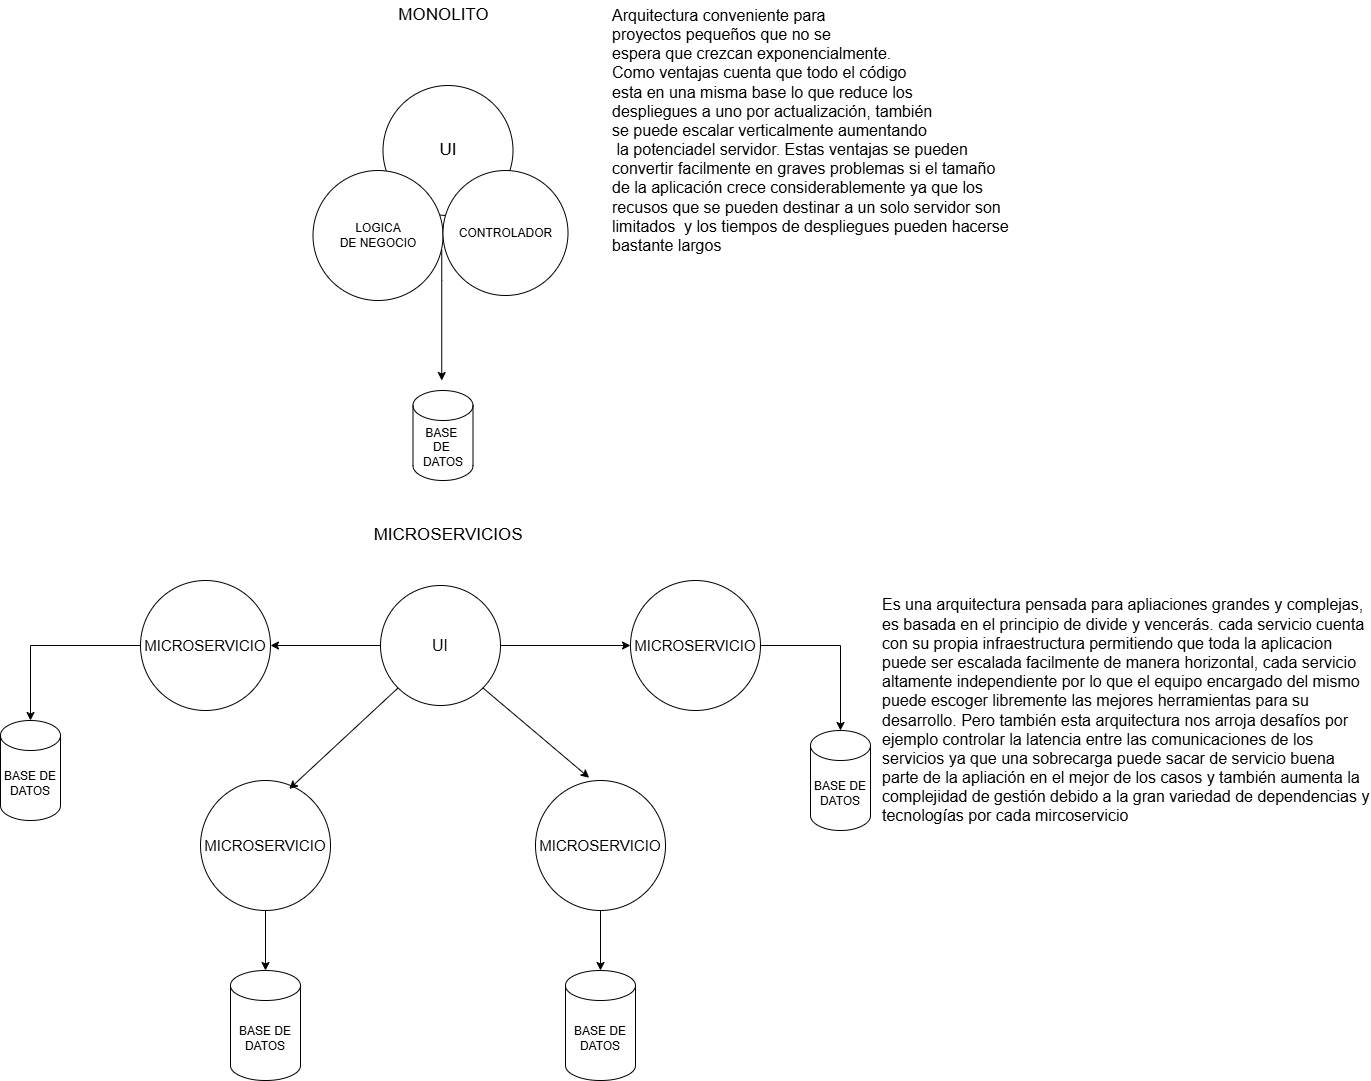 MONOLITO
Arquitectura conveniente para
proyectos pequeños que no se
espera que crezcan exponencialmente.
Como ventajas cuenta que todo el código
esta en una misma base lo que reduce los
despliegues a uno por actualización, también
se puede escalar verticalmente aumentando
la potenciadel servidor. Estas ventajas se pueden
convertir facilmente en graves problemas si el tamaño
de la aplicación crece considerablemente ya que los
recusos que se pueden destinar a un solo servidor son
limitados  y los tiempos de despliegues pueden hacerse
bastante largos
UI
LOGICA
DE NEGOCIO
CONTROLADOR
BASE
DE
DATOS
MICROSERVICIOS
MICROSERVICIO
UI
MICROSERVICIO
BASE DE
DATOS
BASE DE
DATOS
MICROSERVICIO
MICROSERVICIO
BASE DE
DATOS
BASE DE
DATOS
Es una arquitectura pensada para apliaciones grandes y complejas,
es basada en el principio de divide y vencerás. cada servicio cuenta
con su propia infraestructura permitiendo que toda la aplicacion
puede ser escalada facilmente de manera horizontal, cada servicio
altamente independiente por lo que el equipo encargado del mismo
puede escoger libremente las mejores herramientas para su
desarrollo. Pero también esta arquitectura nos arroja desafíos por
ejemplo controlar la latencia entre las comunicaciones de los
servicios ya que una sobrecarga puede sacar de servicio buena
parte de la apliación en el mejor de los casos y también aumenta la
complejidad de gestión debido a la gran variedad de dependencias y
tecnologías por cada mircoservicio